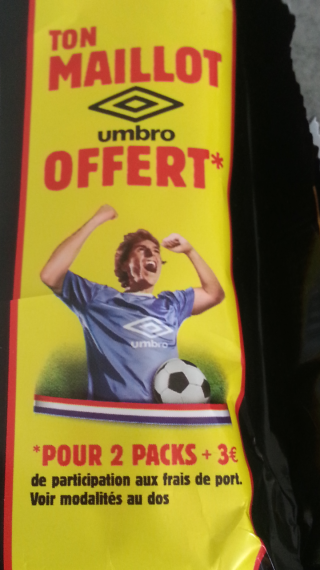 TON
MAILLOT
umbro
OFFERT*
umbro
*POUR 2 PACKS + 3€
de participation aux frais de port.
Voir modalités au dos